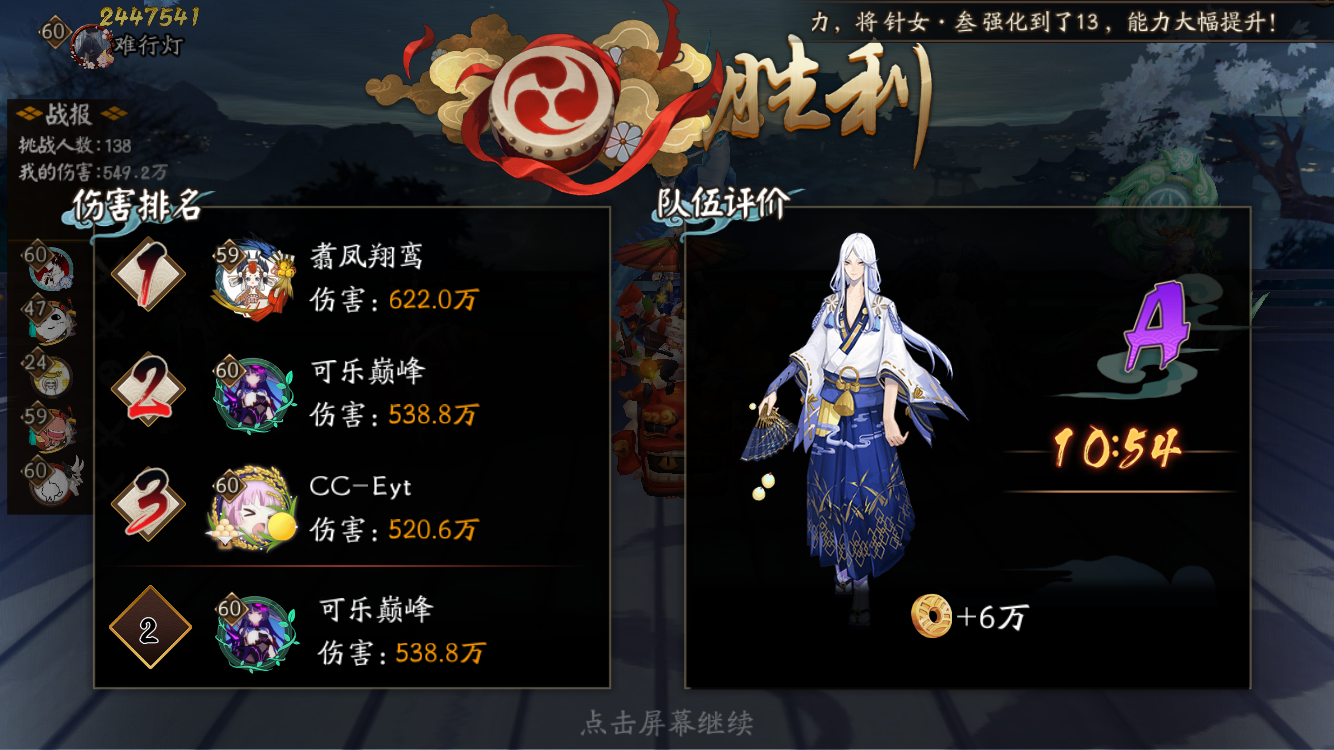 60
2447541
难行灯
力，将针女·叁强化到了13，能力大幅提升！
胜利
战报
挑战人数：138
我的伤害：549.2万
伤害排名
1
59
翥凤翔鸾
伤害：622.0万
2
60
可乐巅峰
伤害：538.8万
3
60
CC-Eyt
伤害：520.6万
2
60
可乐巅峰
伤害：538.8万
60
47
24
59
60
队伍评价
A
10:54
+6万
点击屏幕继续